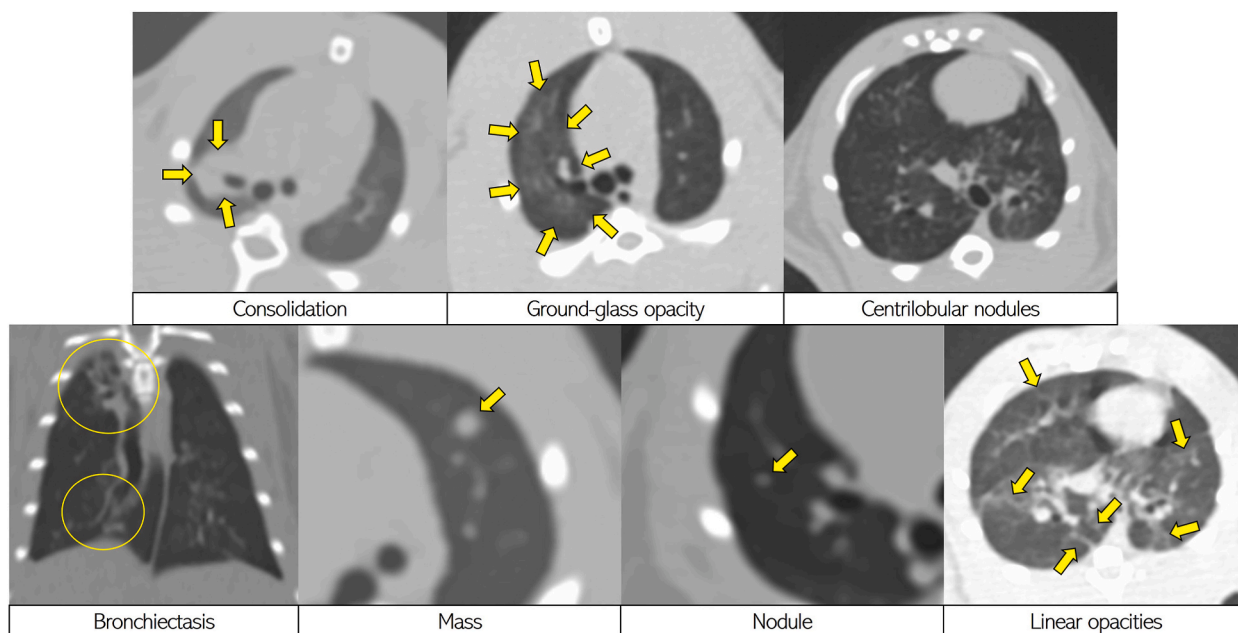 Consolidation
Ground-glass opacity
Centrilobular nodules
Bronchiectasis
Mass
Nodule
Linear opacities